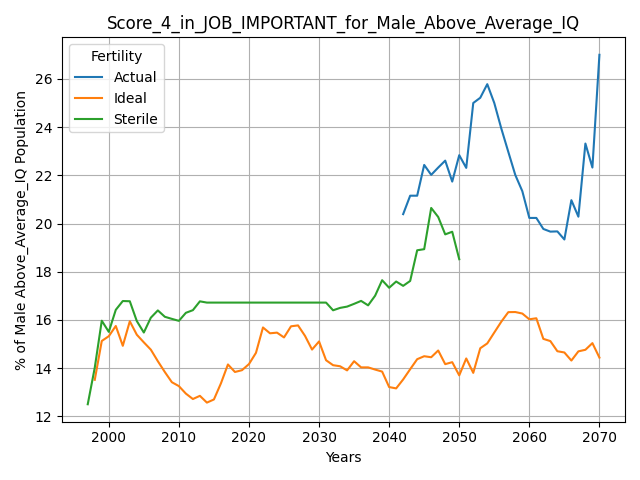 Score_4_in_JOB_IMPORTANT_for_Male_Above_Average_IQ
Fertility
Actual
Ideal
Sterile
% of Male Above_Average_IQ Population
26
24
22
20
18
16
14
12
2000
2010
2020
2030
2040
2050
2060
2070
Years